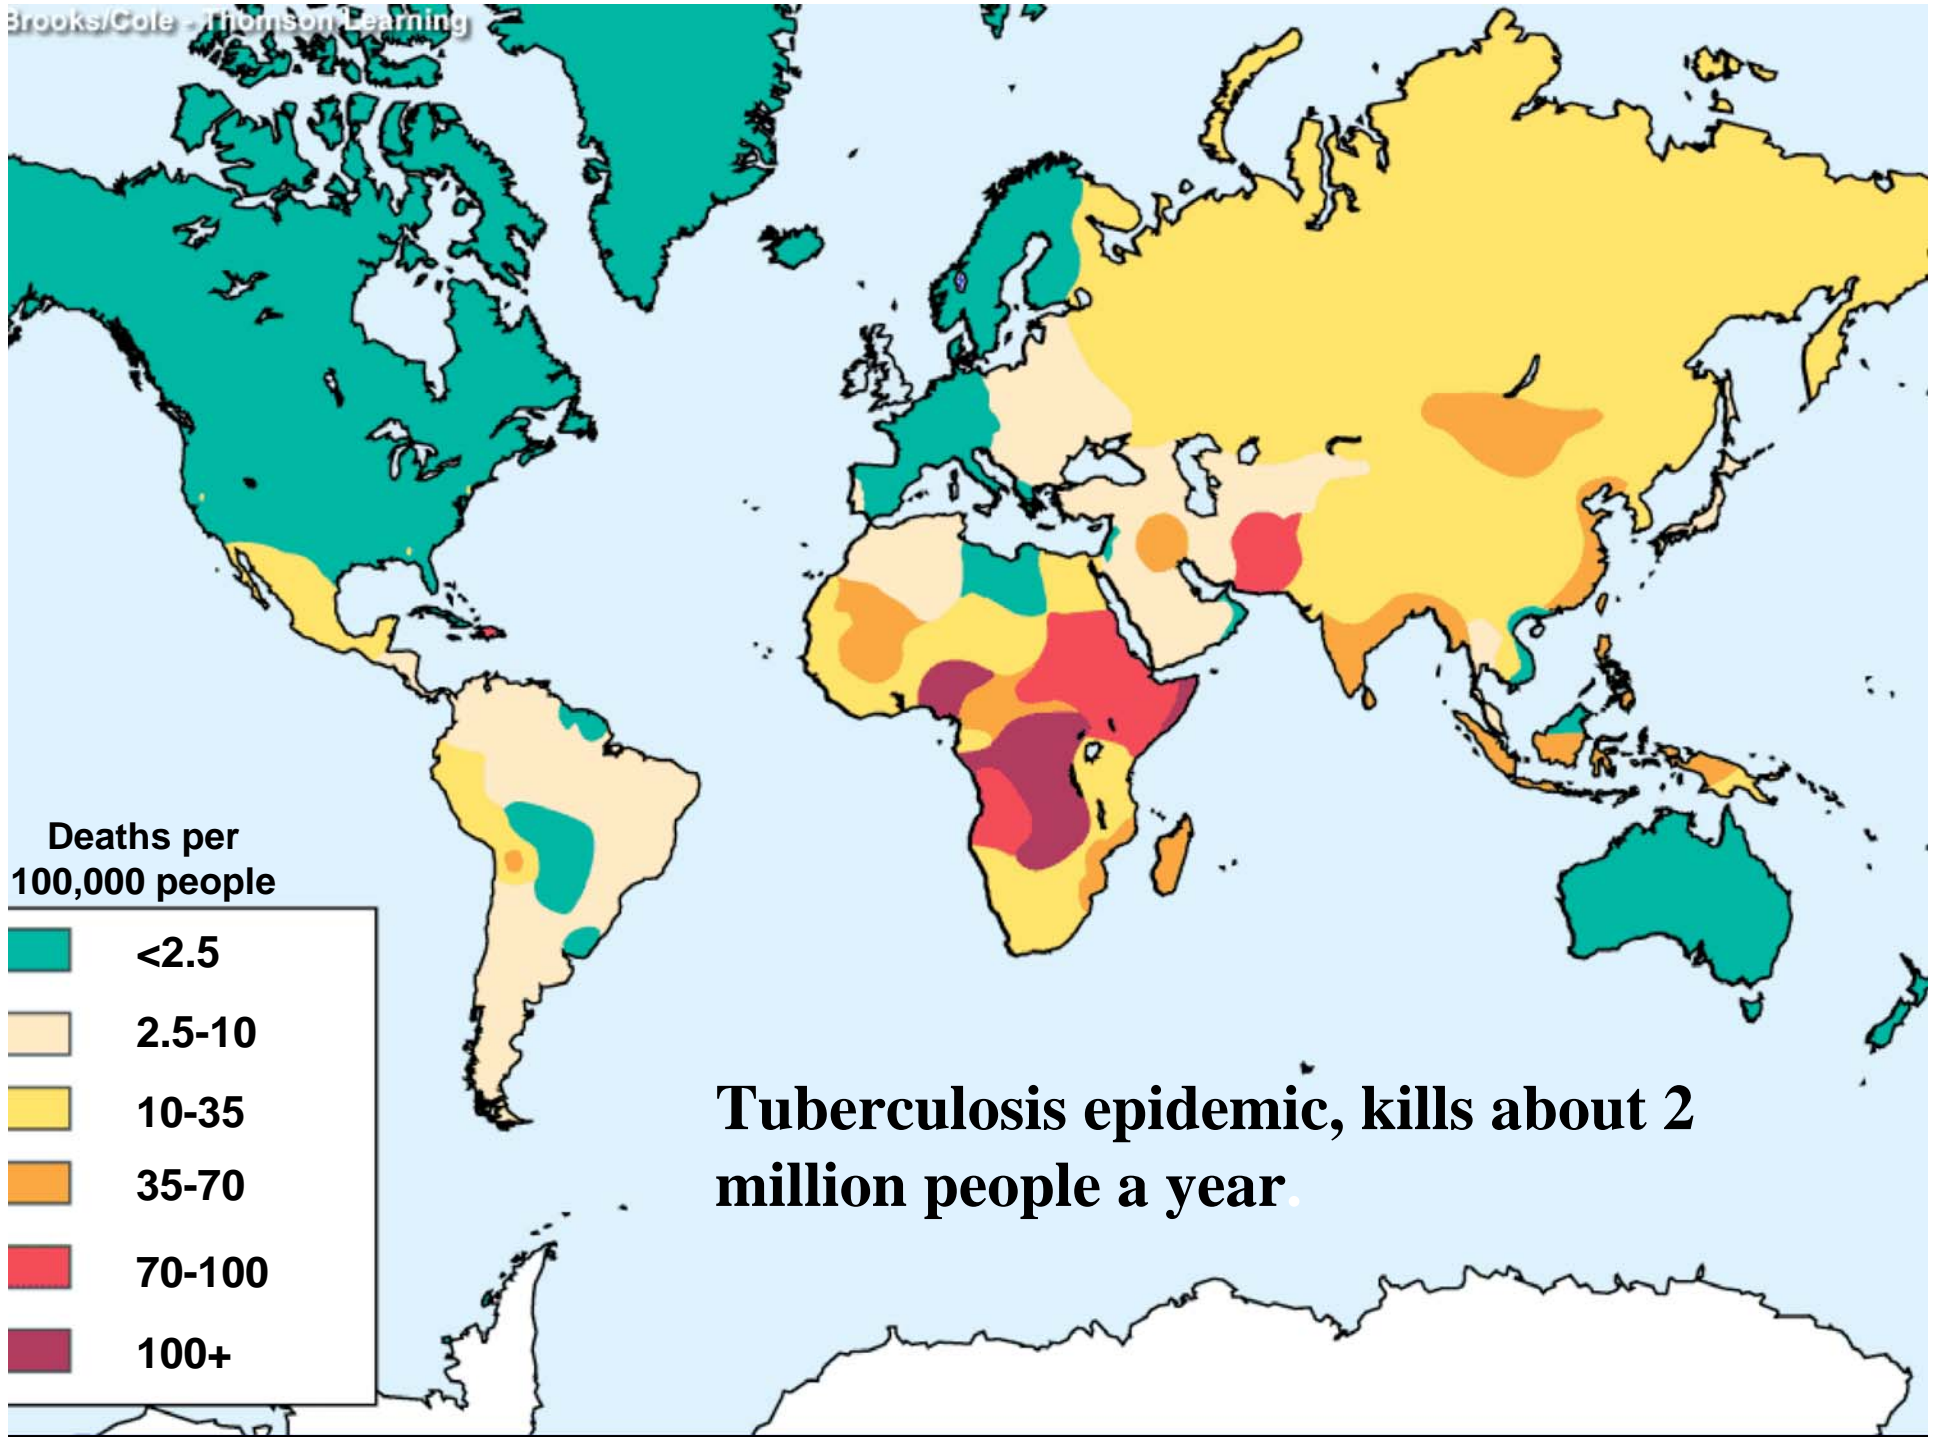 Brooks/Cole - Thomson Learning
Deaths per
100,000 people
<2.5
2.5-10
10-35
35-70
70-100
100+
Tuberculosis epidemic, kills about 2
million people a year.